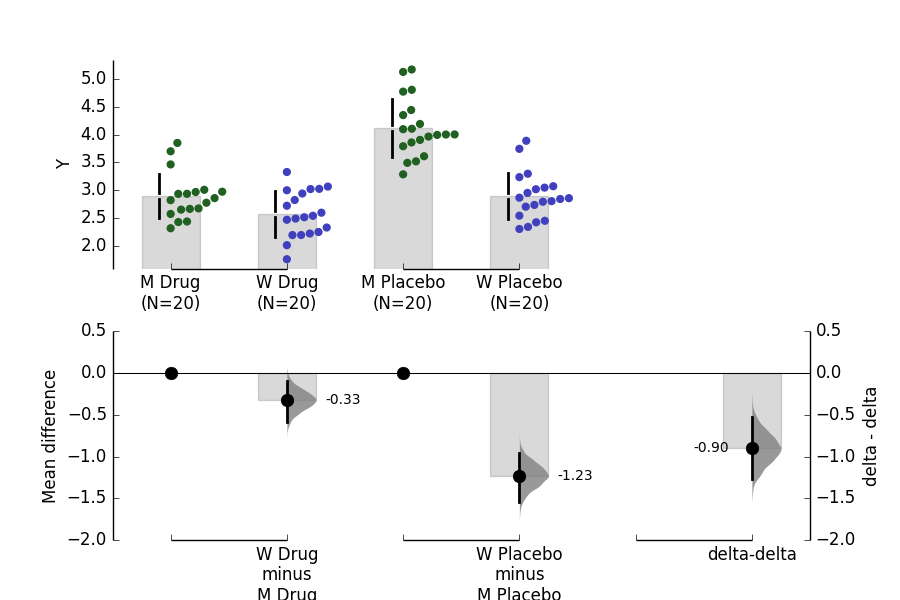 5.0
4.5
4.0
3.5
3.0
2.5
2.0
Y
M Drug
(N=20)
W Drug
(N=20)
M Placebo
(N=20)
W Placebo
(N=20)
0.5
0.0
−0.5
−1.0
−1.5
−2.0
Mean difference
-0.33
-1.23
-0.90
0.5
0.0
−0.5
−1.0
−1.5
−2.0
delta - delta
W Drug
minus
M Drug
W Placebo
minus
M Placebo
delta-delta